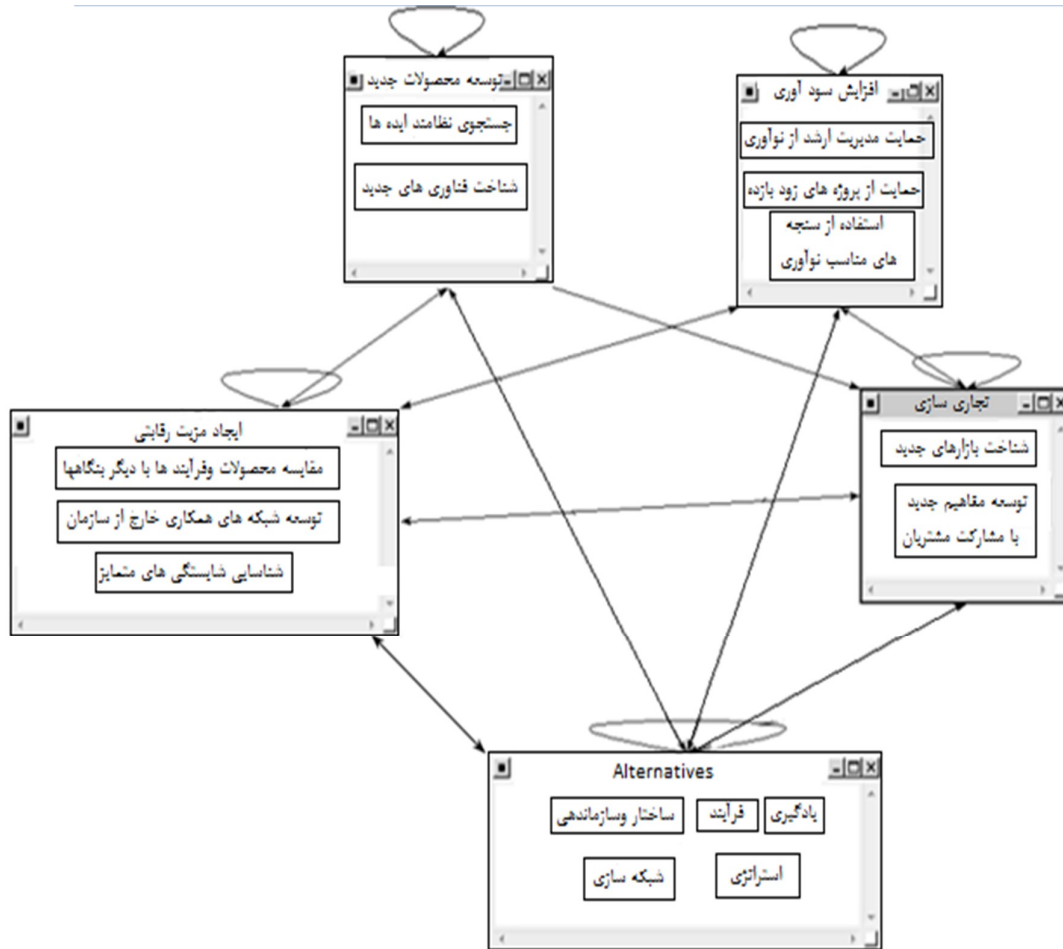 توسعه محصولات جدید
جستجوی نظامند ایده ها
شناخت فناوری های جدید
افزایش سود آوری
حمایت مدیریت ارشد از نوآوری
حمایت از پروژه های زود بازده
استفاده از سنجه
های مناسب نوآوری
ایجاد مزیت رقابتی
مقایسه محصولات وفرآیند ها با دیگر بنگاهها
توسعه شبکه های همکاری خارج از سازمان
شناسایی شایستگی های متمایز
تجاری سازی
شناخت بازارهای جدید
توسعه مفاهیم جدید
با مشارکت مشتریان
Alternatives
یادگیری
فرآیند
ساختار وسازماندهی
استراتژی
شبکه سازی